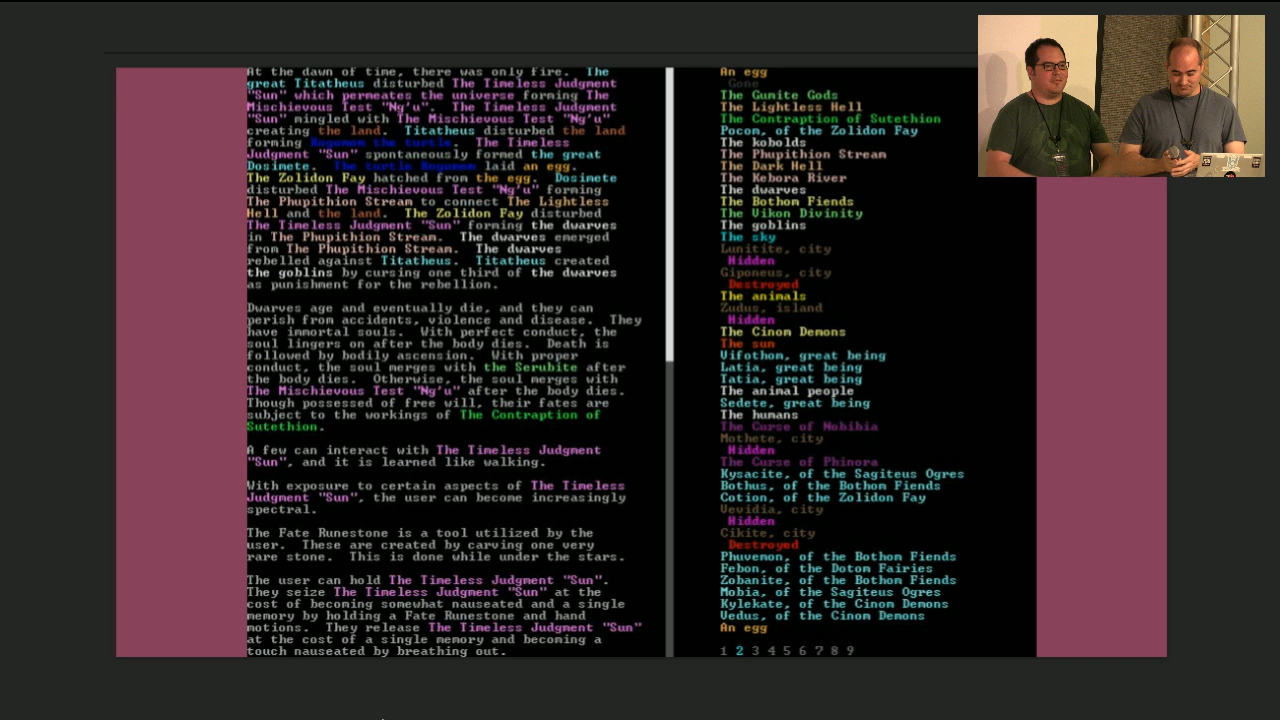 At the dawn of time, there was only fire. The
great Titatheus disturbed The Timeless Judgment
"Sun" which permeates the universe forming The
Mischievous Test "Ng'u". The Timeless Judgment
"Sun" mingled with The Mischievous Test "Ng'u"
creating the land. Titatheus disturbed the land
forming Rogomem the turtle. The Timeless
Judgment "Sun" spontaneously formed the great
Dosimete. The turtle Rogomem laid an egg.
The Zolidon Fay hatched from the egg. Dosimete
disturbed The Mischievous Test "Ng'u" forming
The Phupithion Stream to connect The Lightless
Hell and the land. The Zolidon Fay disturbed
The Timeless Judgment "Sun" forming the dwarves
in The Phupithion Stream. The dwarves emerged
from The Phupithion Stream. The dwarves
rebelled against Titatheus. Titatheus created
the goblins by cursing one third of the dwarves
as punishment for the rebellion.
Dwarves age and eventually die, and they can
perish from accidents, violence and disease. They
have immortal souls. With perfect conduct, the
soul lingers on after the body dies. Death is
followed by bodily ascension. With proper
conduct, the soul merges with the Serubite after
the body dies. Otherwise, the soul merges with
The Mischievous Test "Ng'u" after the body dies.
Though possessed of free will, their fates are
subject to the workings of The Contraption of
Sutethion.
A few can interact with The Timeless Judgment
"Sun", and it is learned like walking.
With exposure to certain aspects of The Timeless
Judgment "Sun", the user can become increasingly
spectral.
The Fate Runestone is a tool utilized by the
user. These are created by carving one very
rare stone. This is done while under the stars.
The user can hold The Timeless Judgment "Sun".
They seize The Timeless Judgment "Sun" at the
cost of becoming somewhat nauseated and a single
memory by holding a Fate Runestone and hand
motions. They release The Timeless Judgment "Sun"
at the cost of a single memory and becoming a
touch nauseated by breathing out.
An egg
Gone
The Gumite Gods
The Lightless Hell
The Contraption of Sutethion
Pocom, of the Zolidon Fay
The kobolds
The Phupithion Stream
The Dark Hell
The Kebora River
The dwarves
The Bothom Fiends
The Vikon Divinity
The goblins
The sky
Lunitite, city
Hidden
Giponeus, city
Destroyed
The animals
Zudus, island
Hidden
The Cinom Demons
The sun
Vifothom, great being
Latia, great being
Tatia, great being
The animal people
Sedete, great being
The humans
The Curse of Nobibia
Mothete, city
Hidden
The Curse of Phinora
Kysacite, of the Sagiteus Ogres
Bothus, of the Bothom Fiends
Cotion, of the Zolidon Fay
Vevidia, city
Hidden
Cikite, city
Destroyed
Phuvemon, of the Bothom Fiends
Febon, of the Dotom Fairies
Zobanite, of the Bothom Fiends
Mobia, of the Sagiteus Ogres
Kylekate, of the Cinom Demons
Vedus, of the Cinom Demons
An egg
1 2 3 4 5 6 7 8 9